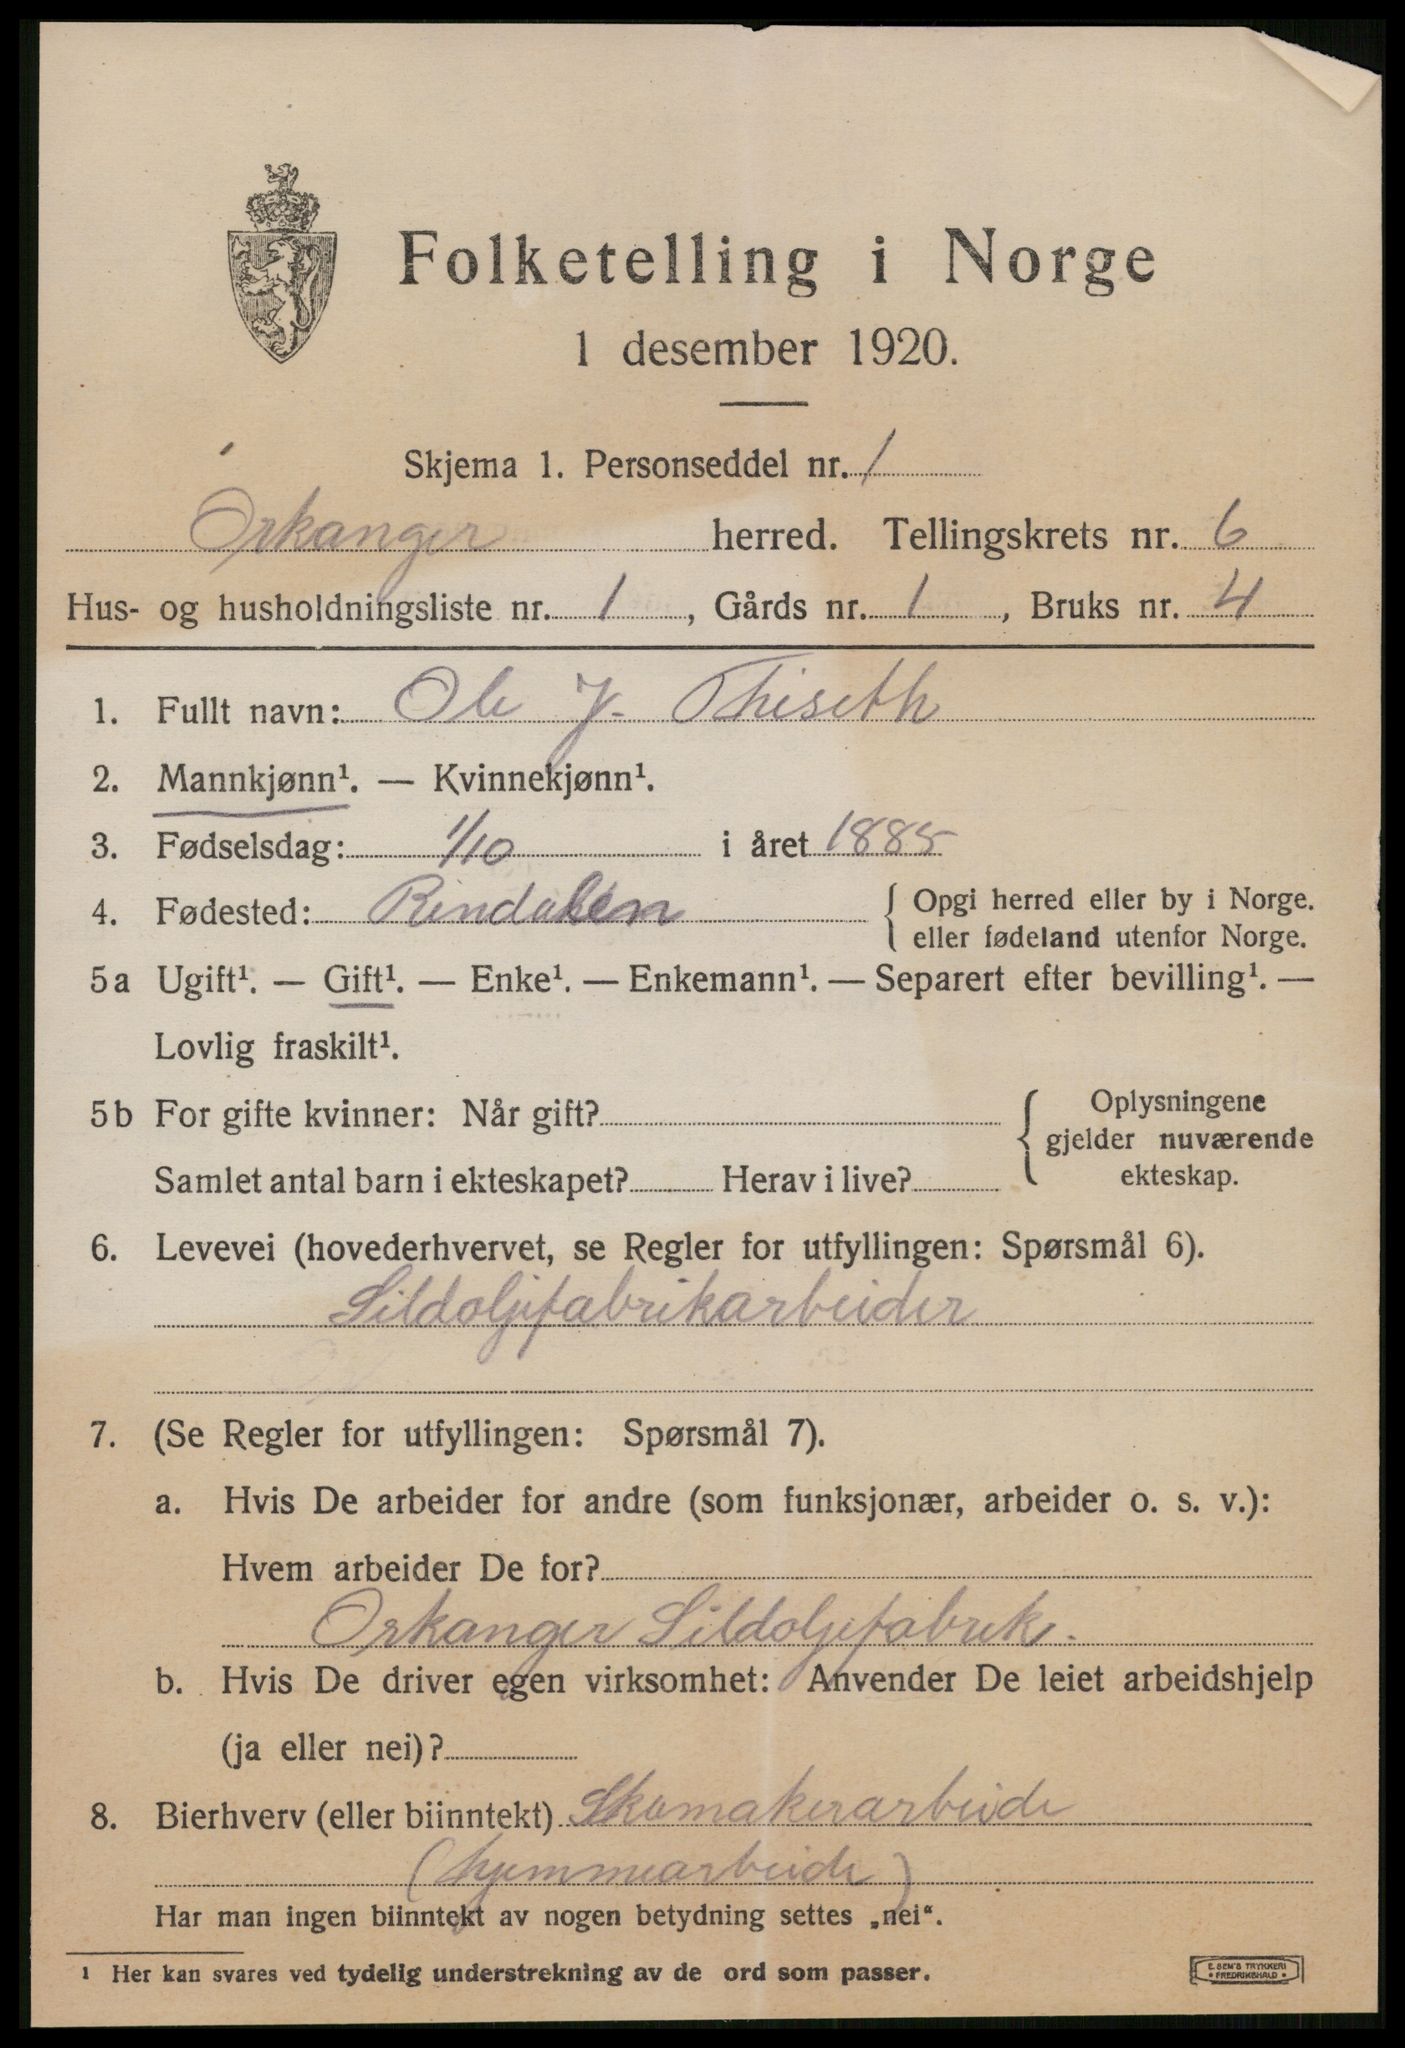 Folketelling i Norge
1 desember 1920.
Skjema 1. Personseddel nr. 1
Orkanger herred. Tellingskrets nr. 6
Hus- og husholdningsliste nr. 1, Gårds nr. 1, Bruks nr. 4
1. Fullt navn: Ole J. Thiseth
2. Mannkjønn¹. — Kvinnekjønn¹.
3. Fødselsdag: 1/10 i året 1885
4. Fødested: Rindalen { Opgi herred eller by i Norge.
eller fødeland utenfor Norge.
5a Ugift¹. — Gift¹. — Enke¹. — Enkemann¹. — Separert efter bevilling¹. —
Lovlig fraskilt¹.
5b For gifte kvinner: Når gift? { Oplysningene
gjelder nuværende
Samlet antal barn i ekteskapet? Herav i live? ekteskap.
6. Levevei (hovederhvervet, se Regler for utfyllingen: Spørsmål 6).
Sildoljefabrikarbeider
7. (Se Regler for utfyllingen: Spørsmål 7).
a. Hvis De arbeider for andre (som funksjonær, arbeider o. s. v.):
Hvem arbeider De for?
Orkanger Sildoljefabrik.
b. Hvis De driver egen virksomhet: Anvender De leiet arbeidshjelp
(ja eller nei)?
8. Bierhverv (eller biinntekt) Skomakerarbeide
(hjemmearbeide)
Har man ingen biinntekt av nogen betydning settes „nei“.
¹ Her kan svares ved tydelig understrekning av de ord som passer.
E. SEM'S TRYKKERI
• FREDRIKSHALD •